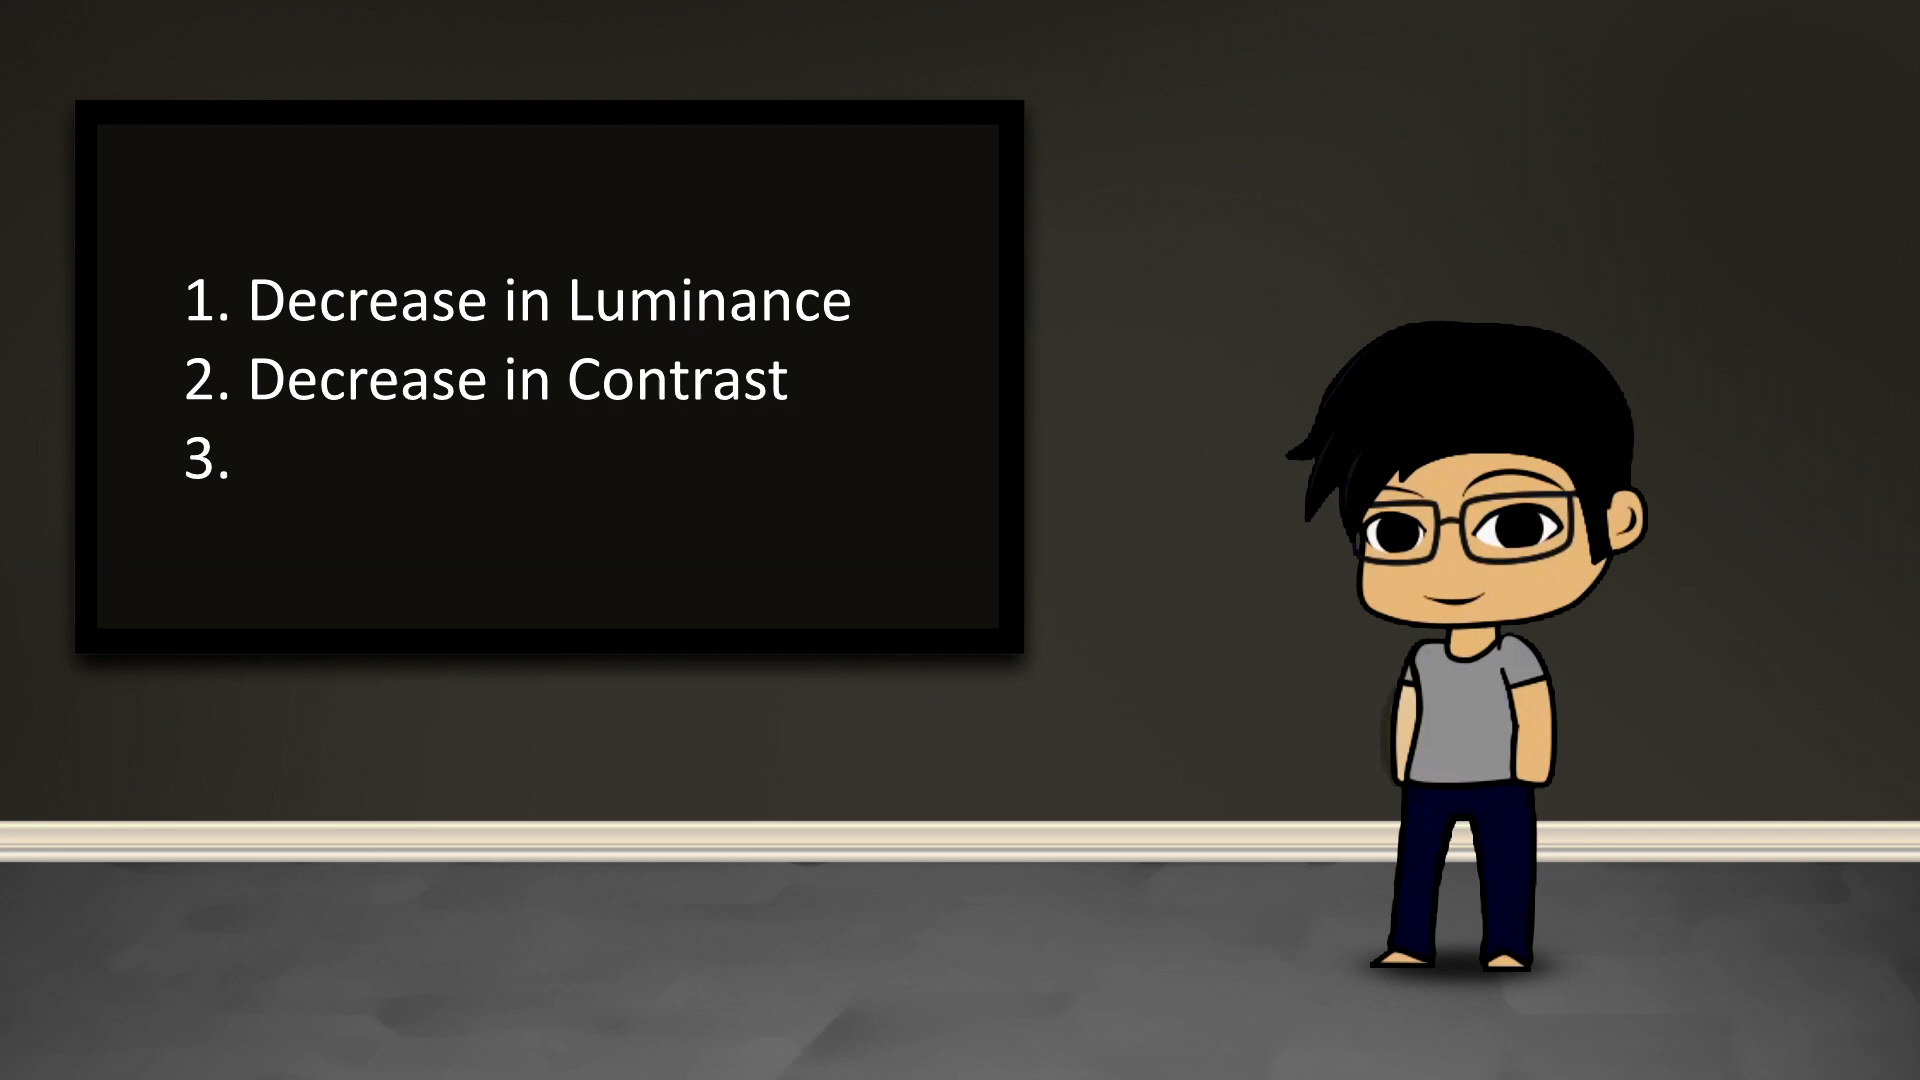 1. Decrease in Luminance
2. Decrease in Contrast
3.